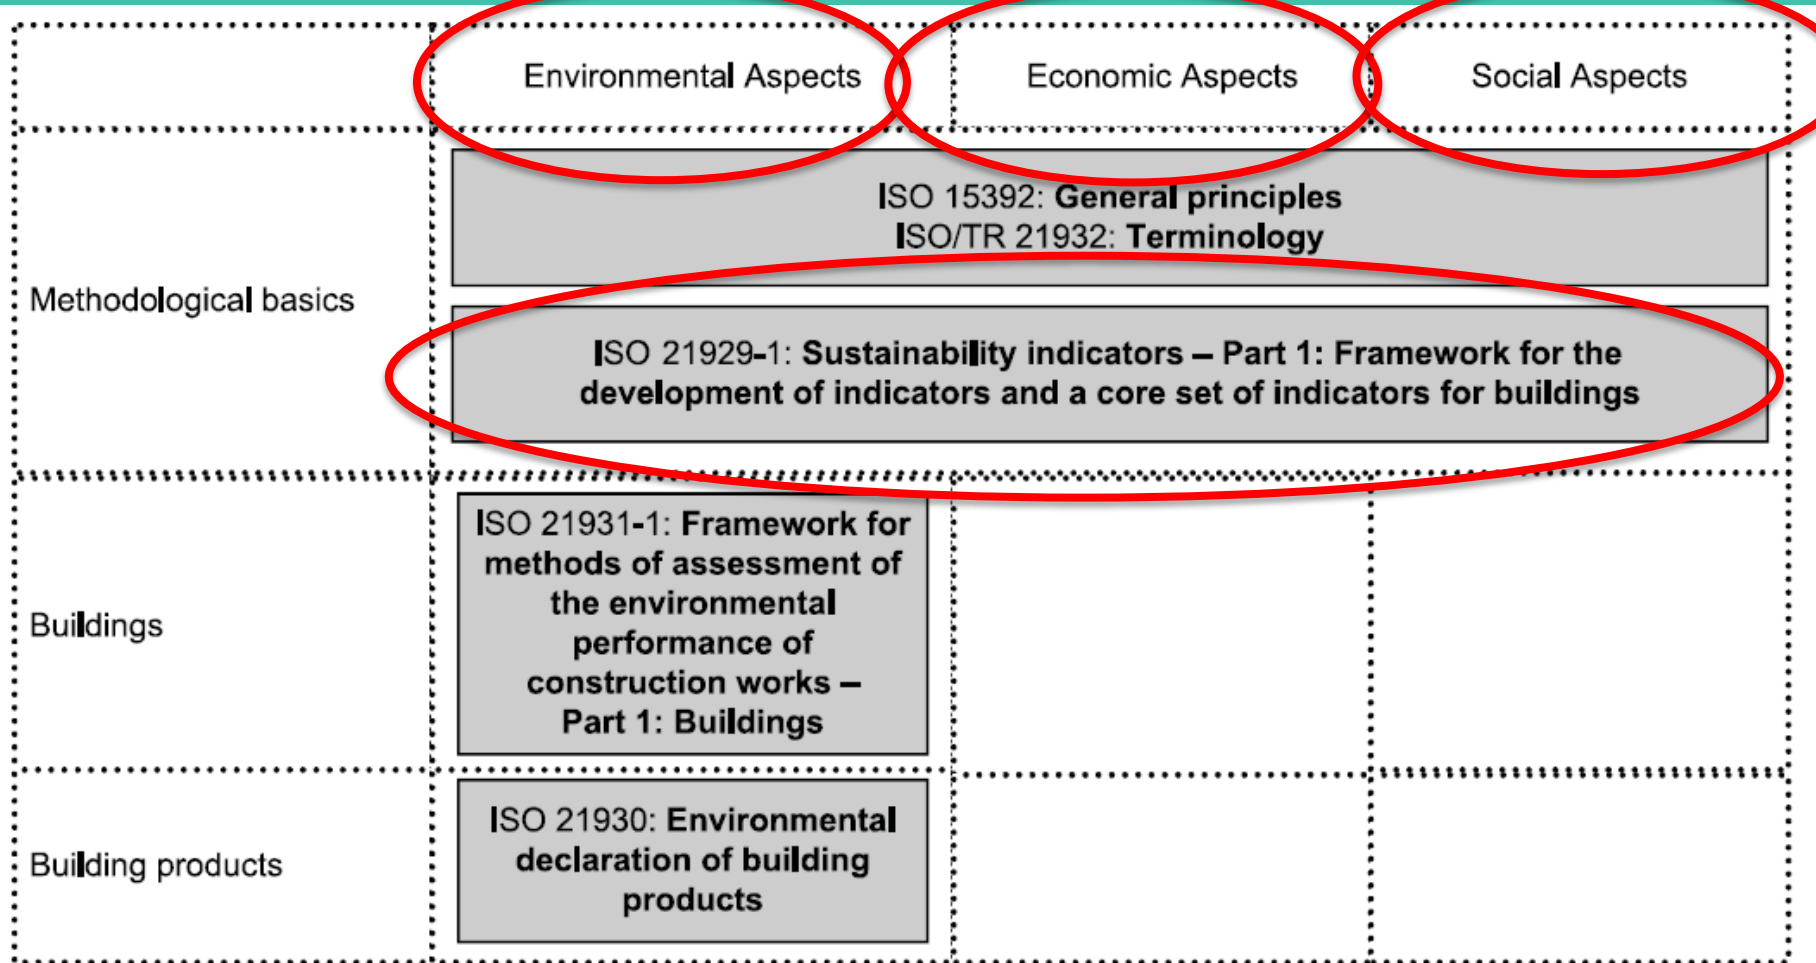 Environmental Aspects
Economic Aspects
Social Aspects
Methodological basics
ISO 15392: General principles
ISO/TR 21932: Terminology
ISO 21929-1: Sustainability indicators – Part 1: Framework for the
development of indicators and a core set of indicators for buildings
Buildings
ISO 21931-1: Framework for
methods of assessment of
the environmental
performance of
construction works –
Part 1: Buildings
Building products
ISO 21930: Environmental
declaration of building
products